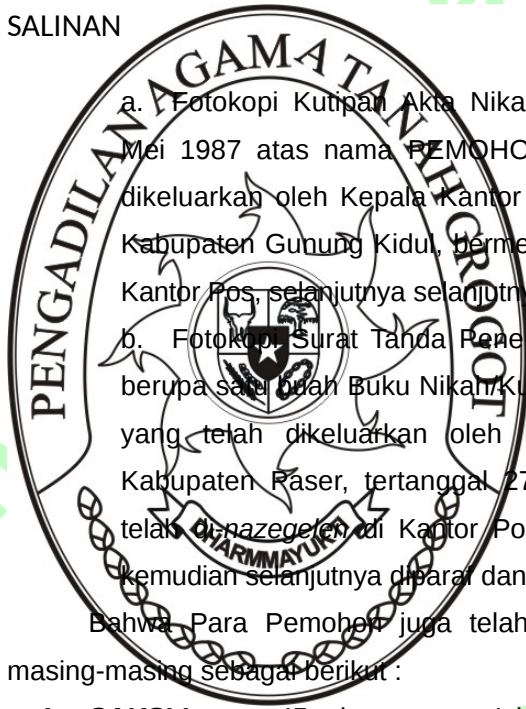 SALINAN
PENGADILAN AGAMA TANAH GROGOT
a. Fotokopi Kutipan Akta Nika
Mei 1987 atas nama PEMOHO
dikeluarkan oleh Kepala Kantor
Kabupaten Gunung Kidul, berme
Kantor Pos, selanjutnya selanjutny
b. Fotokopi Surat Tanda Pene
berupa satu buah Buku Nikah/Ku
yang telah dikeluarkan oleh
Kabupaten Paser, tertanggal 27
telah di-nazegelen di Kantor Po
DHARMMAYUKTI
kemudian selanjutnya diparaf dan
Bahwa Para Pemohon juga telah
masing-masing sebagai berikut :